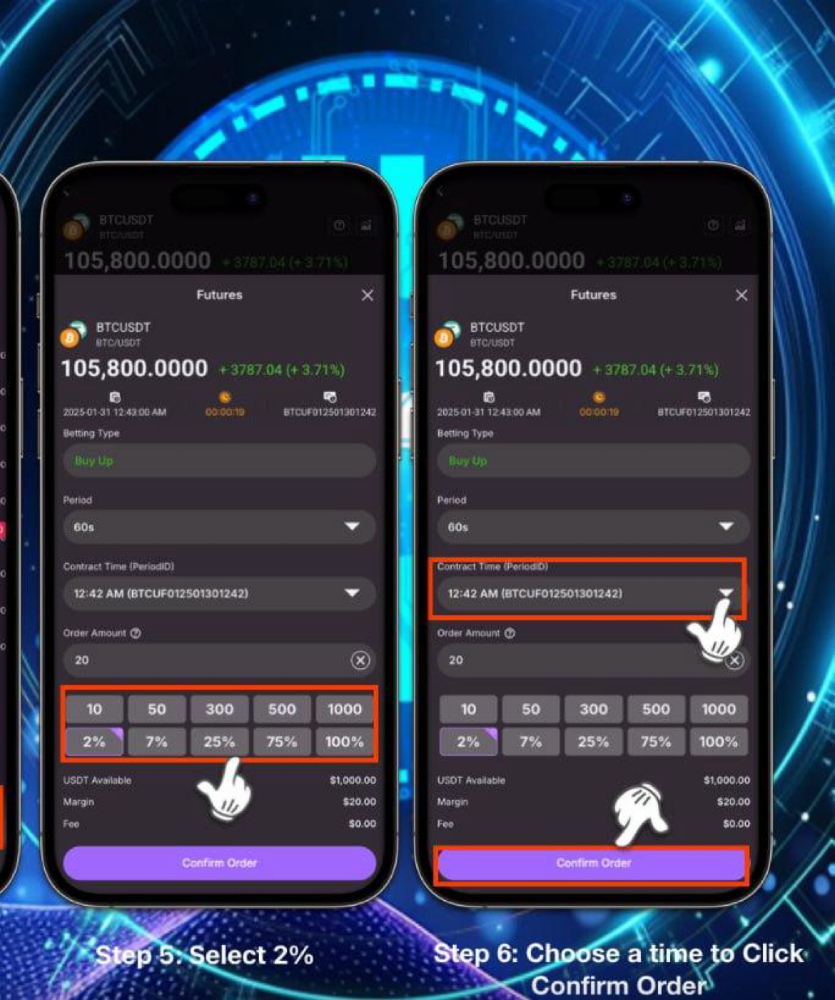 BTCUSDT
BTC/USDT
105,800.0000 +3787.04 (+3.71%)
Futures
BTCUSDT
BTC/USDT
105,800.0000 +3787.04 (+3.71%)
2025-01-31 12:43:00 AM 00:00:19 BTCUF012501301242
Betting Type
Buy Up
Period
60s
Contract Time (PeriodID)
12:42 AM (BTCUF012501301242)
Order Amount
20
10 50 300 500 1000
2% 7% 25% 75% 100%
USDT Available $1,000.00
Margin $20.00
Fee $0.00
Confirm Order
Step 5: Select 2%
BTCUSDT
BTC/USDT
105,800.0000 +3787.04 (+3.71%)
Futures
BTCUSDT
BTC/USDT
105,800.0000 +3787.04 (+3.71%)
2025-01-31 12:43:00 AM 00:00:19 BTCUF012501301242
Betting Type
Buy Up
Period
60s
Contract Time (PeriodID)
12:42 AM (BTCUF012501301242)
Order Amount
20
10 50 300 500 1000
2% 7% 25% 75% 100%
USDT Available $1,000.00
Margin $20.00
Fee $0.00
Confirm Order
Step 6: Choose a time to Click
Confirm Order